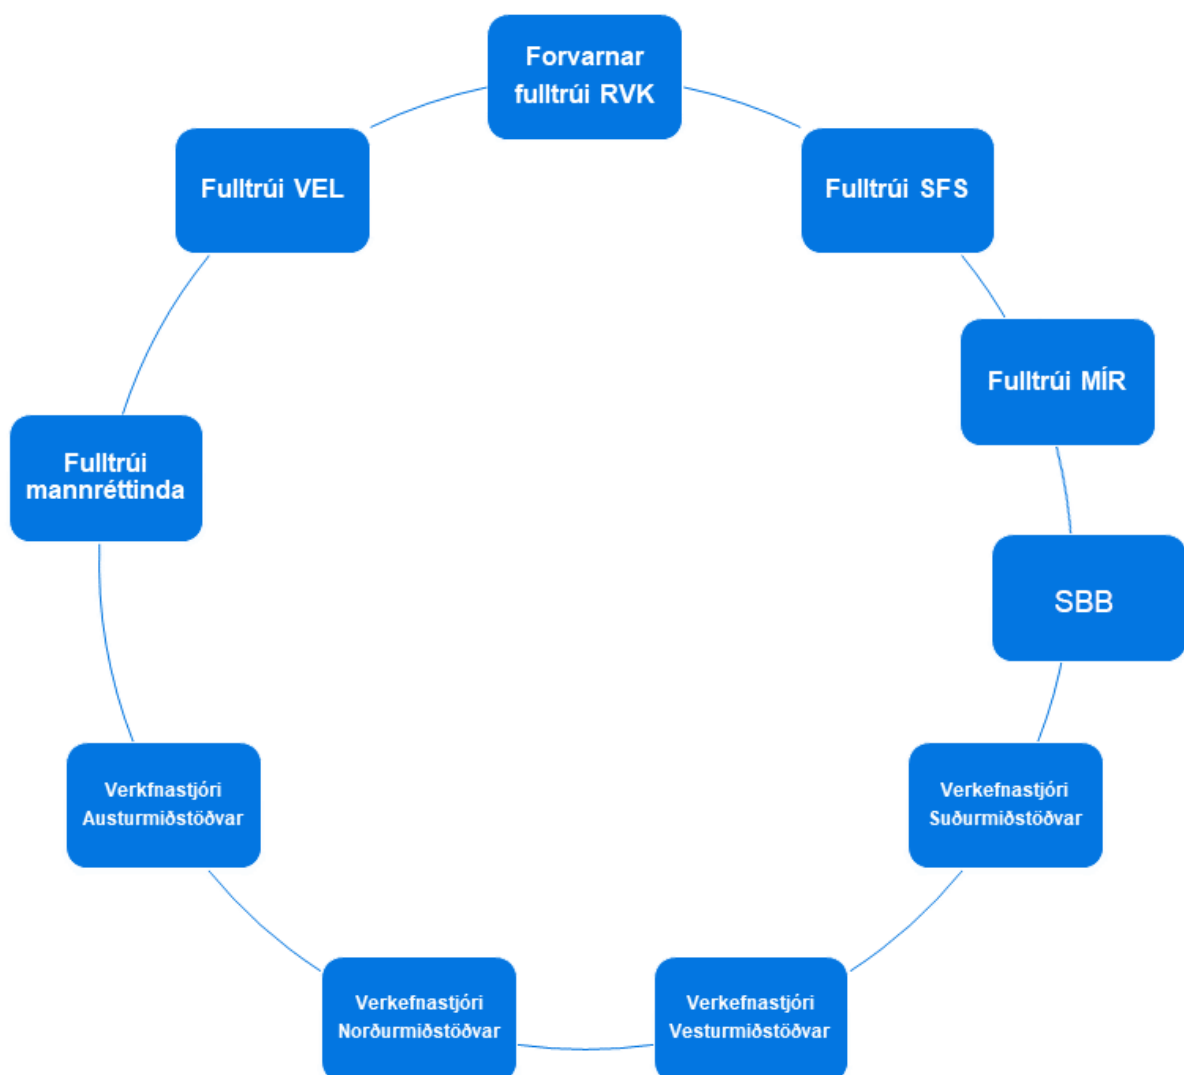 Forvarnar
fulltrúi RVK
Fulltrúi SFS
Fulltrúi MÍR
SBB
Verkefnastjóri
Suðurmiðstöðvar
Verkefnastjóri
Vesturmiðstöðvar
Verkefnastjóri
Norðurmiðstöðvar
Verkfnastjóri
Austurmiðstöðvar
Fulltrúi
mannréttinda
Fulltrúi VEL